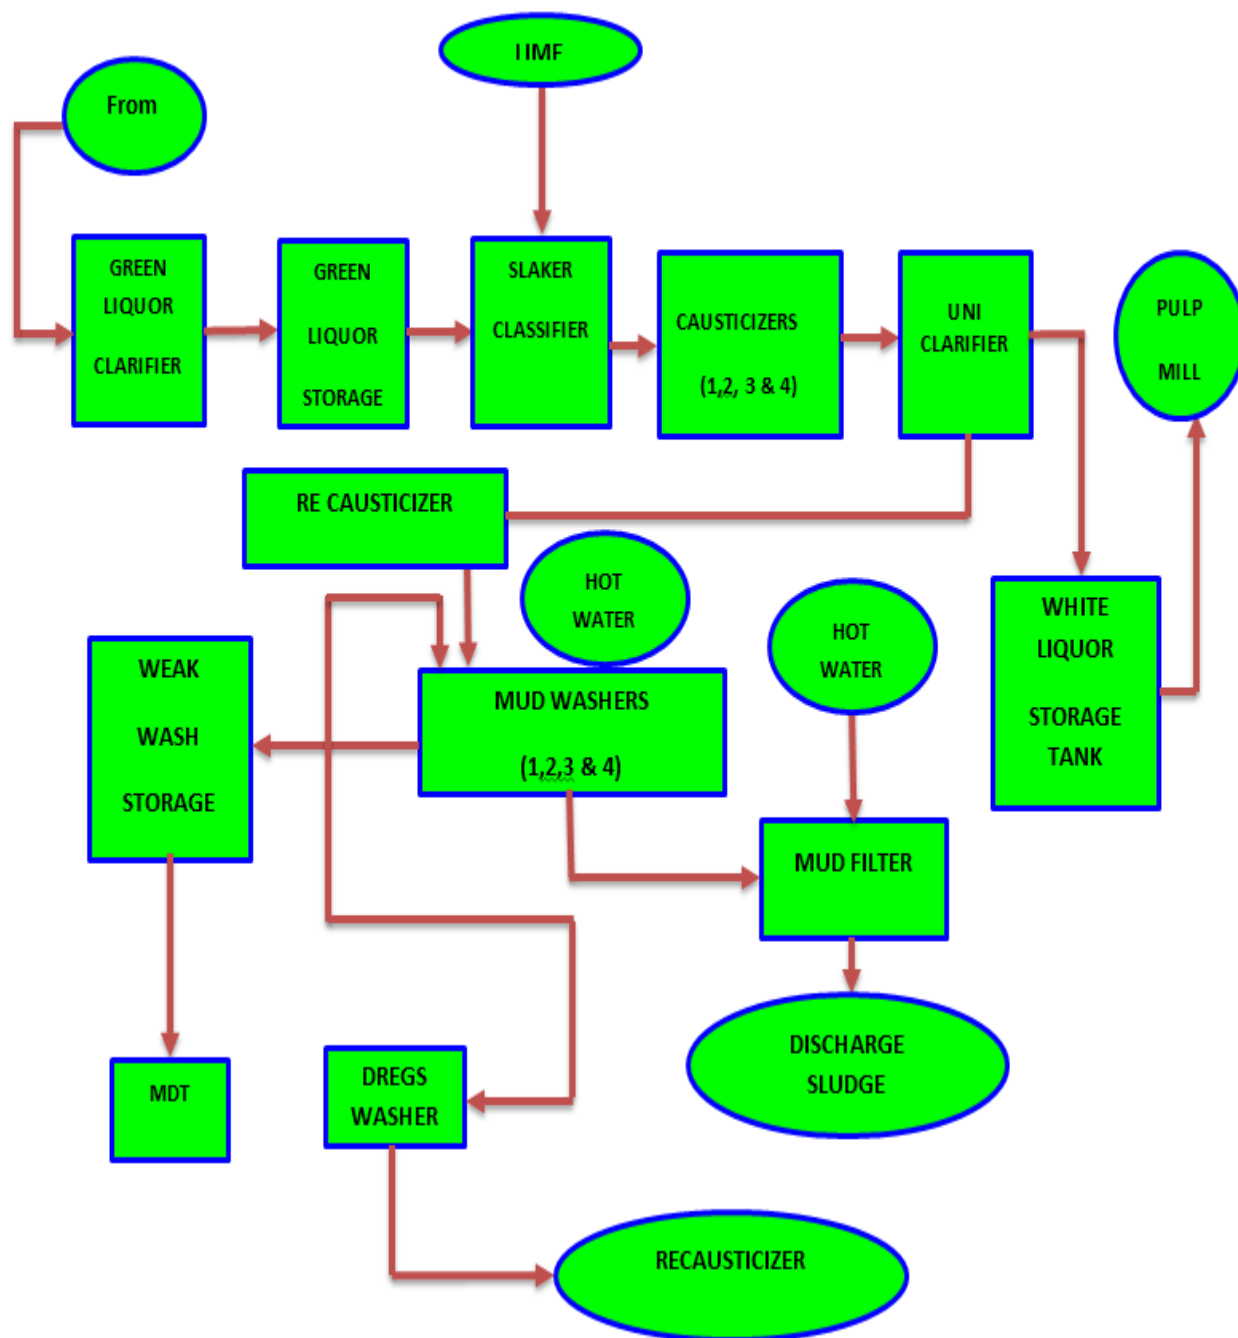 LIME
From
GREEN
LIQUOR
CLARIFIER
GREEN
LIQUOR
STORAGE
SLAKER
CLASSIFIER
CAUSTICIZERS
(1,2, 3 & 4)
UNI
CLARIFIER
PULP
MILL
RE CAUSTICIZER
HOT
WATER
HOT
WATER
WHITE
LIQUOR
STORAGE
TANK
WEAK
WASH
STORAGE
MUD WASHERS
(1,2,3 & 4)
MUD FILTER
DISCHARGE
SLUDGE
MDT
DREGS
WASHER
RECAUSTICIZER